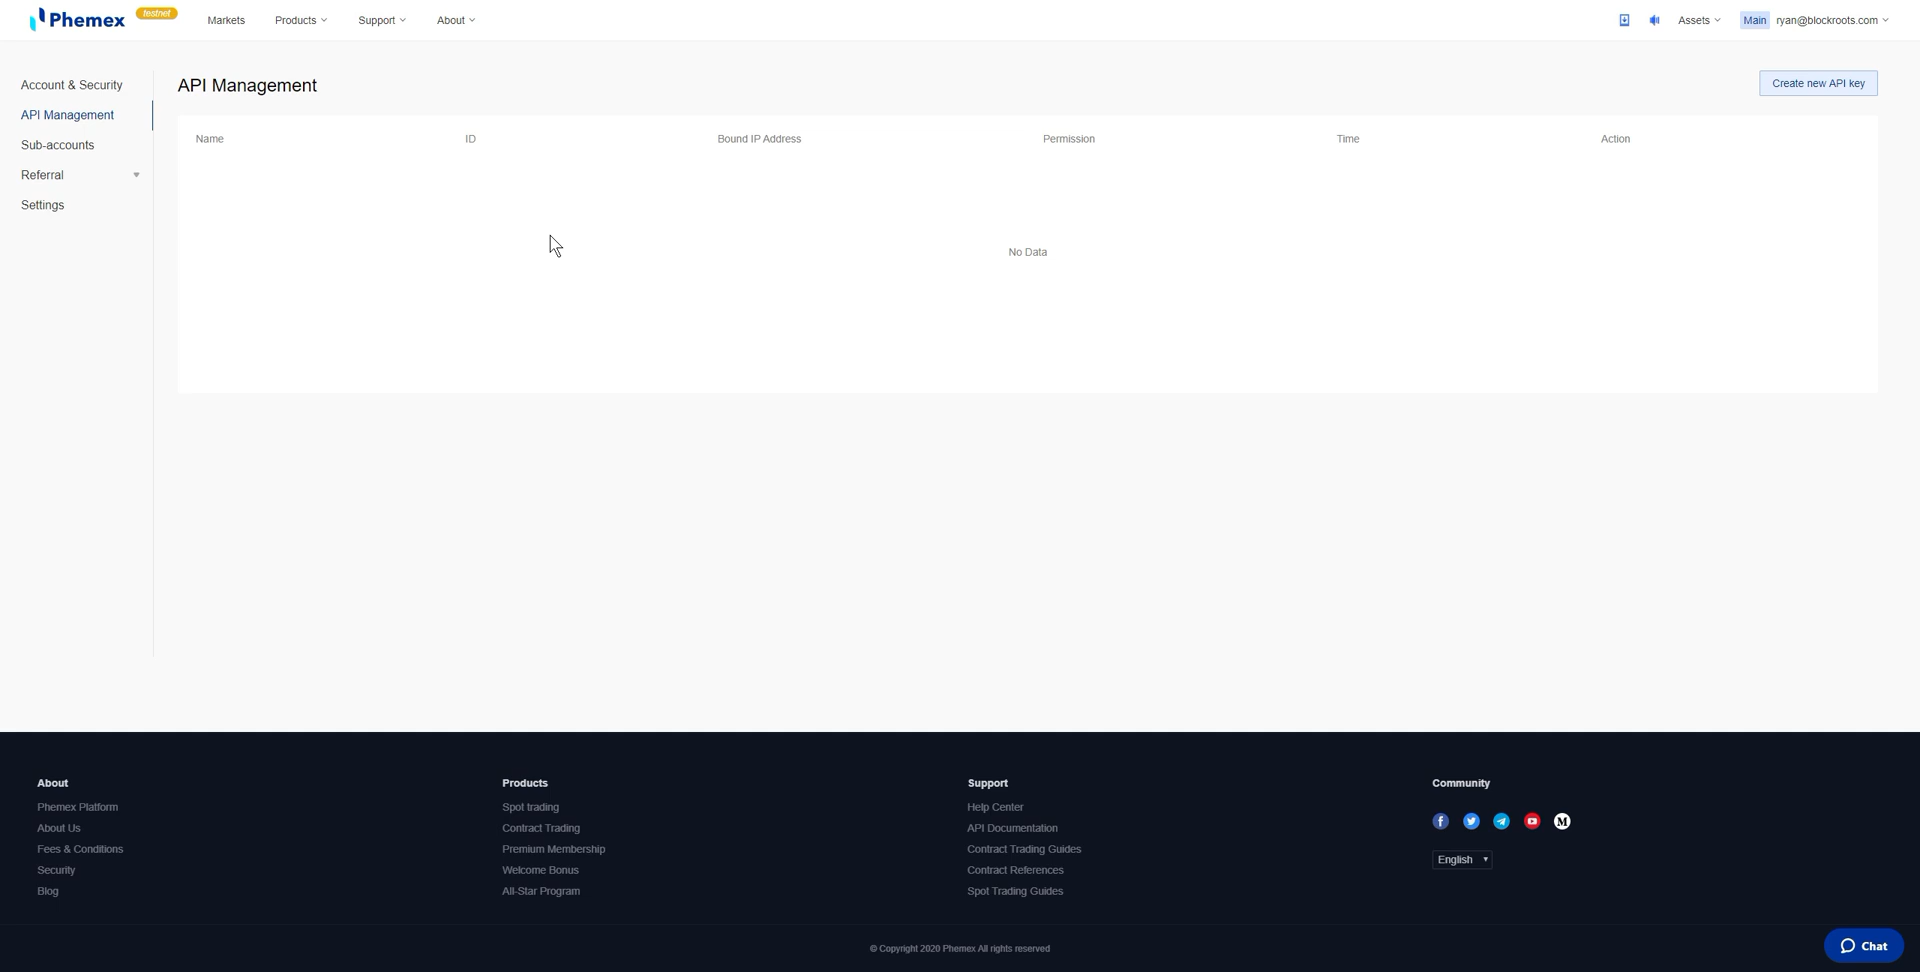 Phemex testnet Markets Products Support About Assets Main ryan@blockroots.com
Account & Security
API Management
Sub-accounts
Referral
Settings
API Management
Create new API key
Name ID Bound IP Address Permission Time Action
No Data
About
Phemex Platform
About Us
Fees & Conditions
Security
Blog
Products
Spot trading
Contract Trading
Premium Membership
Welcome Bonus
All-Star Program
Support
Help Center
API Documentation
Contract Trading Guides
Contract References
Spot Trading Guides
Community
f M
English
© Copyright 2020 Phemex All rights reserved
Chat